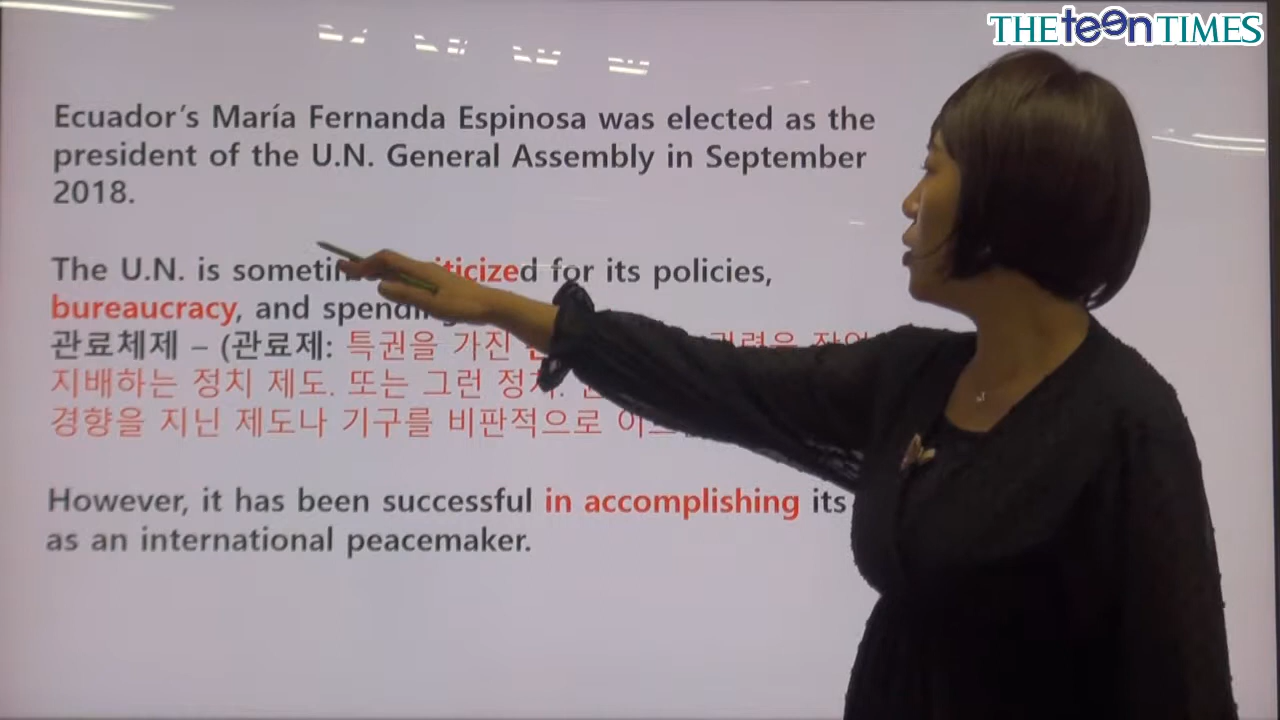 THE teen TIMES
Ecuador’s María Fernanda Espinosa was elected as the
president of the U.N. General Assembly in September
2018.
The U.N. is for its policies,
bureaucracy, and
관료체제 – (관료제: 특권을 가진
지배하는 정치 제도. 또는 그런
경향을 지닌 제도나 기구를 비판적으로
However, it has been successful in accomplishing its
as an international peacemaker.